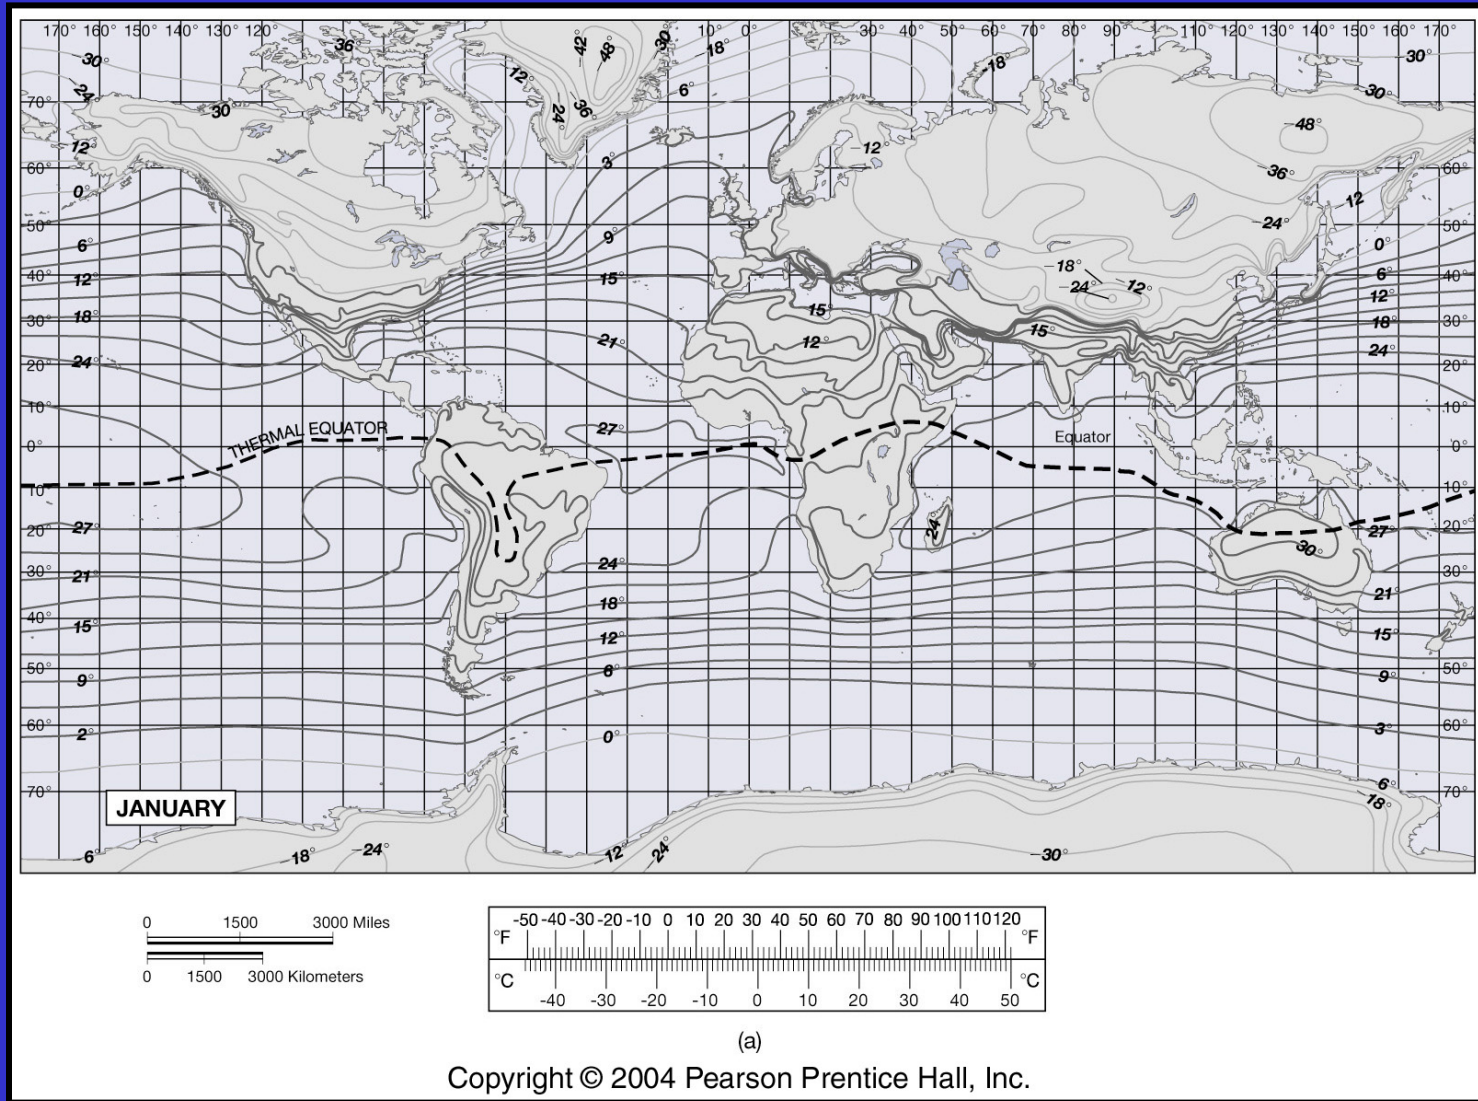 170° 160° 150° 140° 130° 120° 36° -42° -48° 30° 10° 0° 30° 40° 50° 60° 70° 80° 90° 100° 110° 120° 130° 140° 150° 160° 170°
30° -12° -18° 6° -18° -30°
-24° 30° 24° -36° -30°
70° 70°
12° 3° -12° -48°
60° -36° 60°
0° -12°
50° -24° 50°
6° 9° 0°
40° 12° 15° -18° -24° 12° 40° 6°
12°
18° 15° 18°
30° 21° 12° 15° 30°
24° 24°
20° 20°
10° 10°
THERMAL EQUATOR 27° Equator
0° 0°
10° 10°
27° 24° 27°
20° 20°
30°
24°
21° 30° 30° 21°
18°
40° 40°
15° 12° 15°
50° 6° 50°
9° 9°
60° 60°
2° 0° 3°
70° 6° 70°
JANUARY -18°
-6° -18° -24° -12° -24° -30°
0 1500 3000 Miles
0 1500 3000 Kilometers
-50 -40 -30 -20 -10 0 10 20 30 40 50 60 70 80 90 100 110 120
°F °F
°C °C
-40 -30 -20 -10 0 10 20 30 40 50
(a)
Copyright © 2004 Pearson Prentice Hall, Inc.